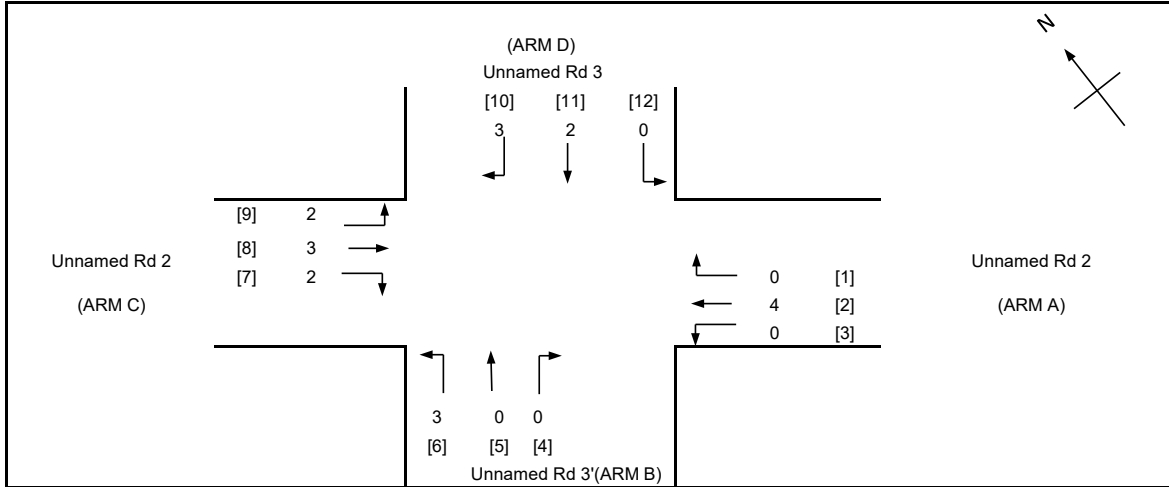 N
(ARM D)
Unnamed Rd 3
[10] [11] [12]
3 2 0
[9] 2
[8] 3
[7] 2
Unnamed Rd 2
(ARM C)
Unnamed Rd 2
(ARM A)
0 [1]
4 [2]
0 [3]
3 0 0
[6] [5] [4]
Unnamed Rd 3'(ARM B)